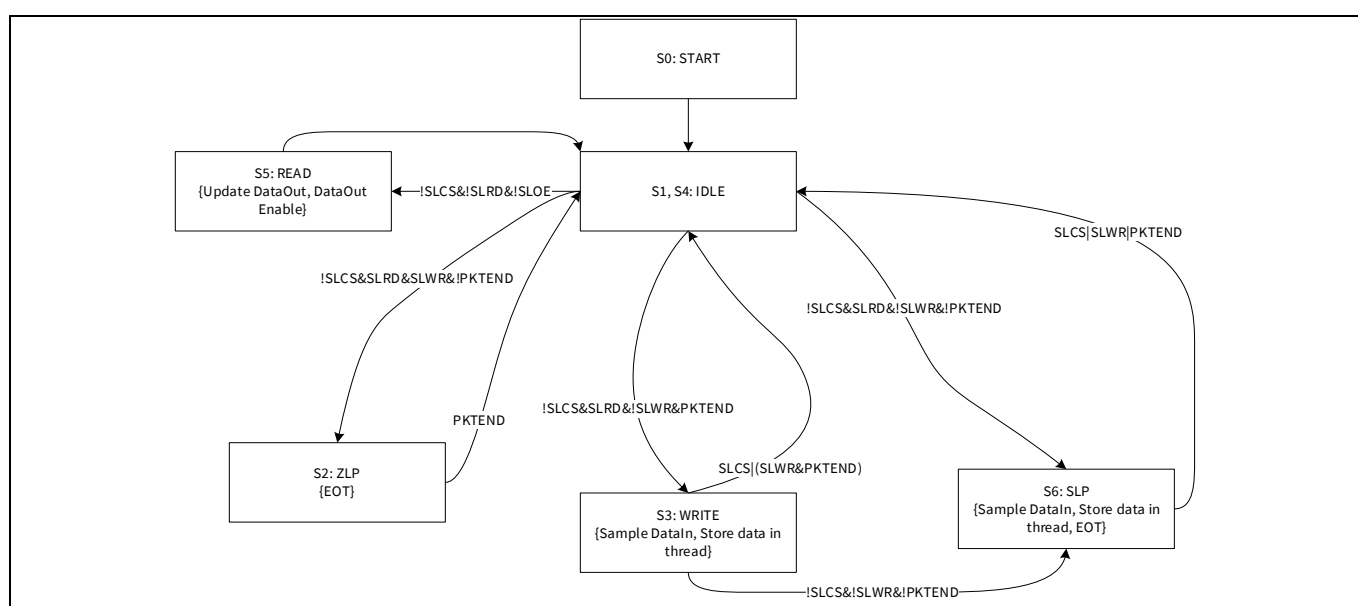 S0: START
S5: READ
{Update DataOut, DataOut
Enable}
!SLCS&!SLRD&!SLOE
S1, S4: IDLE
SLCS|SLWR|PKTEND
!SLCS&SLRD&SLWR&!PKTEND
!SLCS&SLRD&!SLWR&!PKTEND
!SLCS&SLRD&!SLWR&PKTEND
PKTEND
SLCS|(SLWR&PKTEND)
S2: ZLP
{EOT}
S3: WRITE
{Sample DataIn, Store data in
thread}
S6: SLP
{Sample DataIn, Store data in
thread, EOT}
!SLCS&!SLWR&!PKTEND